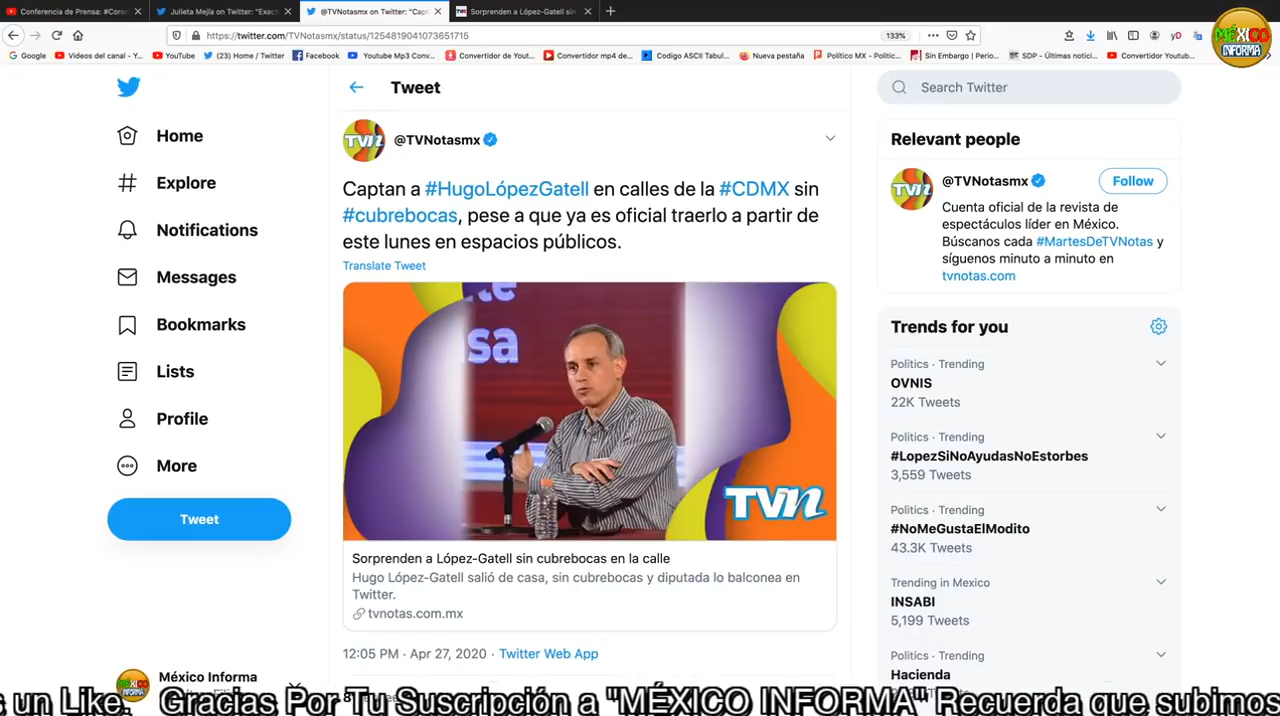 Conferencia de Prensa: #Coron
Julieta Mejía on Twitter: "Exact
@TVNotasmx on Twitter: "Capt
Sorprenden a López-Gatell sin
https://twitter.com/TVNotasmx/status/1254819041073651715
133%
Google
Videos del canal - Y...
YouTube
(23) Home / Twitter
Facebook
Youtube Mp3 Conv...
Convertidor de Yout...
Convertidor mp4 de...
Codigo ASCII Tabul...
Nueva pestaña
Político MX - Politic...
Sin Embargo | Perio...
SDP - Últimas notici...
Convertidor Youtub...
MÉXICO
INFORMA
Home
Explore
Notifications
Messages
Bookmarks
Lists
Profile
More
Tweet
México Informa
Tweet
TVn
@TVNotasmx
Captan a #HugoLópezGatell en calles de la #CDMX sin
#cubrebocas, pese a que ya es oficial traerlo a partir de
este lunes en espacios públicos.
Translate Tweet
sa
TVn
Sorprenden a López-Gatell sin cubrebocas en la calle
Hugo López-Gatell salió de casa, sin cubrebocas y diputada lo balconea en
Twitter.
tvnotas.com.mx
12:05 PM · Apr 27, 2020 · Twitter Web App
Search Twitter
Relevant people
TVn
@TVNotasmx
Follow
Cuenta oficial de la revista de
espectáculos líder en México.
Búscanos cada #MartesDeTVNotas y
síguenos minuto a minuto en
tvnotas.com
Trends for you
Politics · Trending
OVNIS
22K Tweets
Politics · Trending
#LopezSiNoAyudasNoEstorbes
3,559 Tweets
Politics · Trending
#NoMeGustaElModito
43.3K Tweets
Trending in Mexico
INSABI
5,199 Tweets
Politics · Trending
Hacienda
s un Like. Gracias Por Tu Suscripción a "MÉXICO INFORMA" Recuerda que subimos